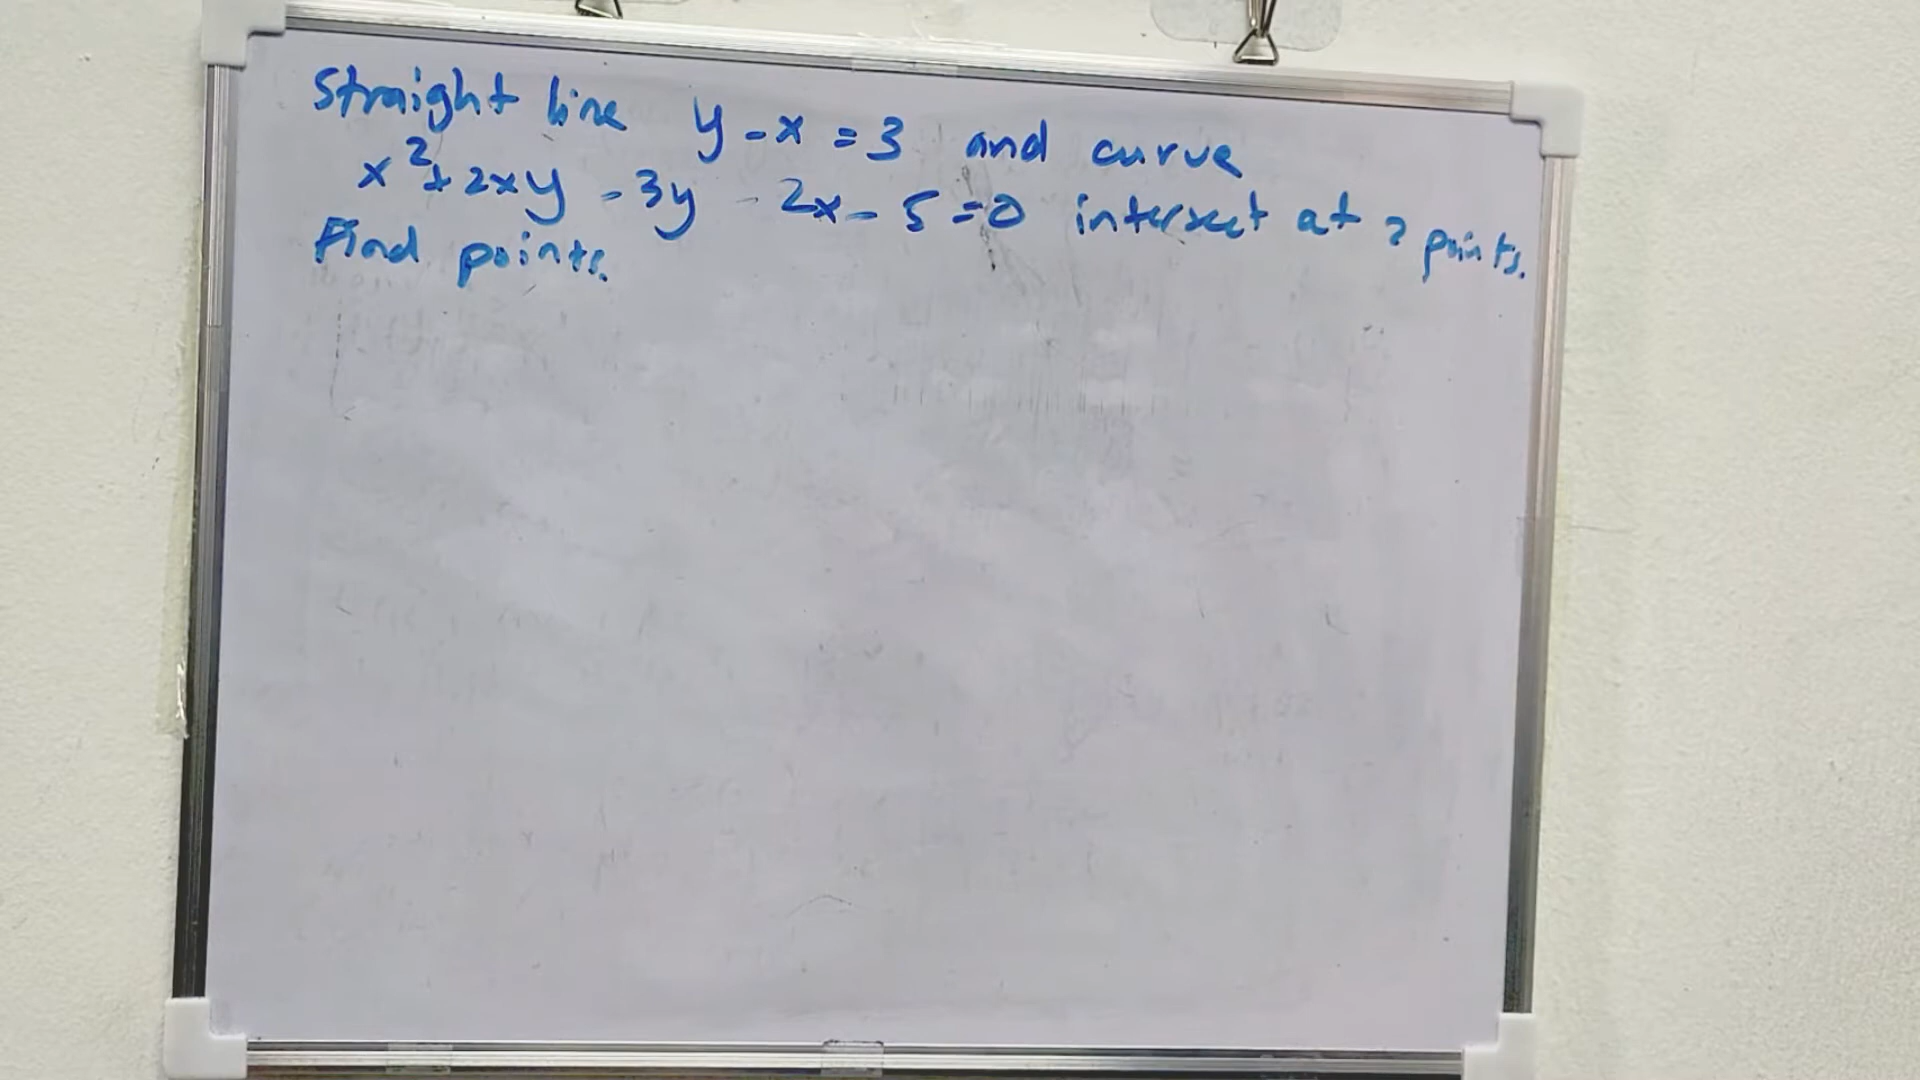 Straight line y - x = 3 and curve
x² + 2xy - 3y - 2x - 5 = 0 intersect at 2 points.
Find points.